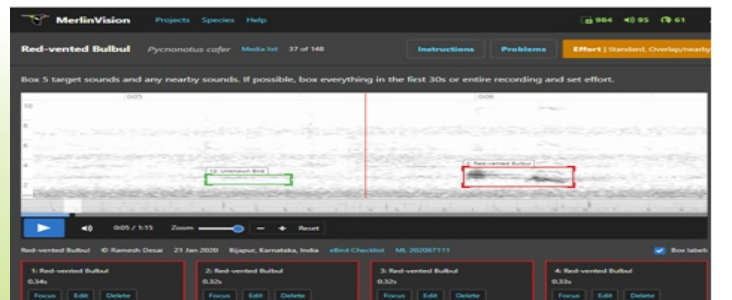 MerlinVision Projects Species Help 984 95 61
Red-vented Bulbul Pycnonotus cafer Media list 37 of 148 Instructions Problems Effort | Standard, Overlap/nearby
Box 5 target sounds and any nearby sounds. If possible, box everything in the first 30s or entire recording and set effort.
0:05 0:06
10
8
6
4
2
12: Unknown Bird
2: Red-vented Bulbul
0:05 / 1:15 Zoom − + Reset
Red-vented Bulbul © Ramesh Desai 21 Jan 2020 Bijapur, Karnataka, India eBird Checklist ML 202067111 Box labels
1: Red-vented Bulbul 2: Red-vented Bulbul 3: Red-vented Bulbul 4: Red-vented Bulbul
0.34s 0.32s 0.32s 0.33s
Focus Edit Delete Focus Edit Delete Focus Edit Delete Focus Edit Delete